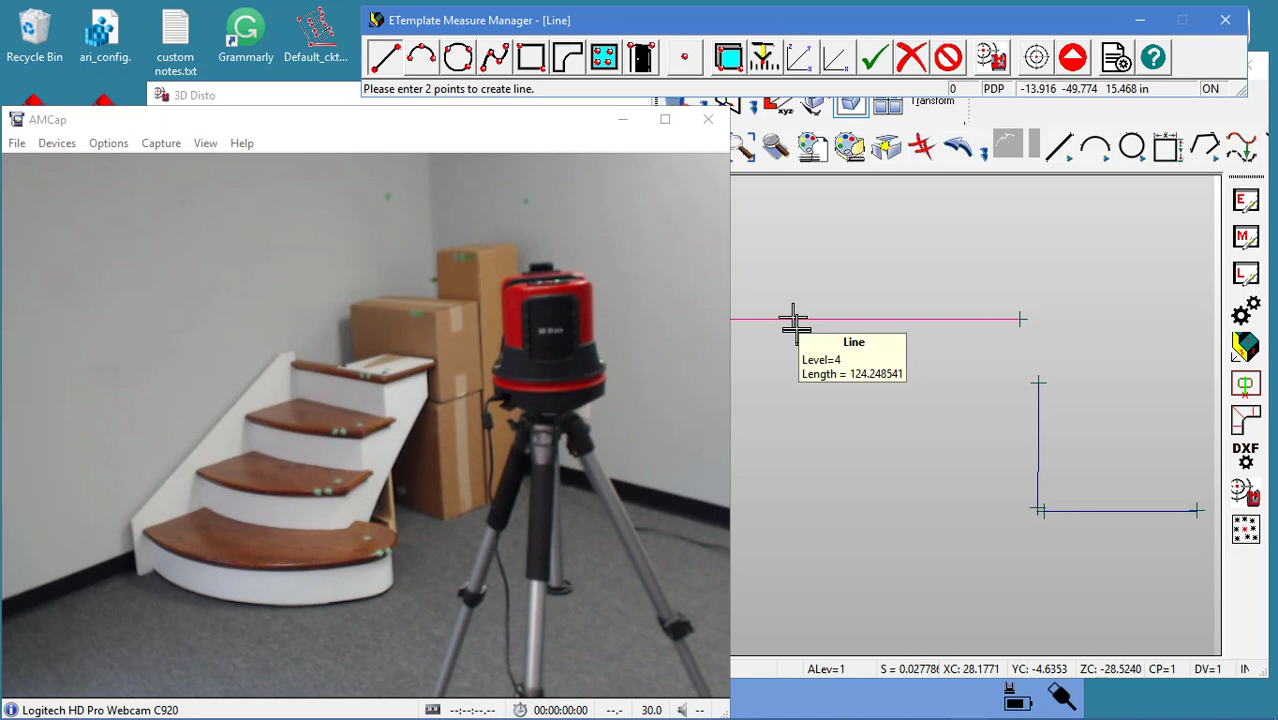 Recycle Bin
ari_config.
custom notes.txt
Grammarly
Default_ckt...
ETemplate Measure Manager - [Line]
Please enter 2 points to create line.
0 PDP -13.916 -49.774 15.468 in ON
3D Disto
AMCap
File Devices Options Capture View Help
xyz
Transform
Line
Level=4
Length = 124.248541
E
M
L
DXF
ALev=1 S = 0.027786 XC: 28.1771 YC: -4.6353 ZC: -28.5240 CP=1 DV=1 IN
Logitech HD Pro Webcam C920
--:--:--.-- 00:00:00:00 --.- 30.0 --